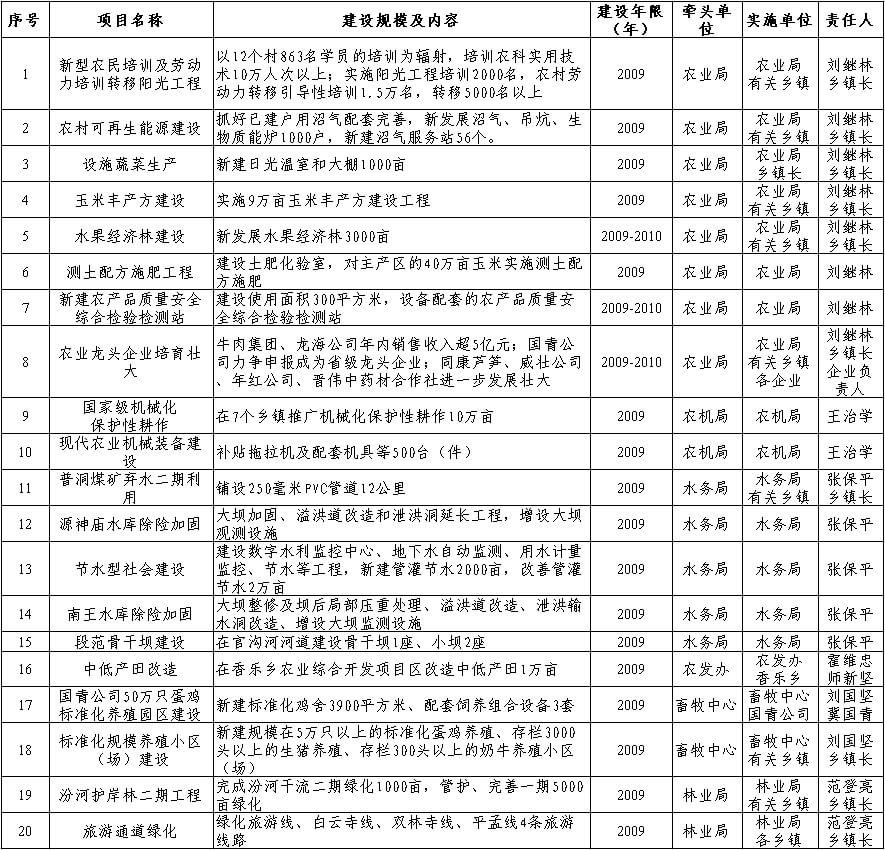 序号 项目名称 建设规模及内容 建设年限（年） 牵头单位 实施单位 责任人
1 新型农民培训及劳动力培训转移阳光工程 以12个村863名学员的培训为辐射，培训农科实用技术10万人次以上；实施阳光工程培训2000名，农村劳动力转移引导性培训1.5万名，转移5000名以上 2009 农业局 农业局 有关乡镇 刘继林 乡镇长
2 农村可再生能源建设 抓好已建户用沼气配套完善，新发展沼气、吊炕、生物质能炉1000户，新建沼气服务站56个。 2009 农业局 农业局 有关乡镇 刘继林 乡镇长
3 设施蔬菜生产 新建日光温室和大棚1000亩 2009 农业局 农业局 乡镇长 刘继林 乡镇长
4 玉米丰产方建设 实施9万亩玉米丰产方建设工程 2009 农业局 农业局 有关乡镇 刘继林 乡镇长
5 水果经济林建设 新发展水果经济林3000亩 2009-2010 农业局 农业局 有关乡镇 刘继林 乡镇长
6 测土配方施肥工程 建设土肥化验室，对主产区的40万亩玉米实施测土配方施肥 2009 农业局 农业局 刘继林
7 新建农产品质量安全综合检验检测站 建设使用面积300平方米，设备配套的农产品质量安全综合检验检测站 2009-2010 农业局 农业局 刘继林
8 农业龙头企业培育壮大 牛肉集团、龙海公司年内销售收入超5亿元；国青公司力争申报成为省级龙头企业；同康芦笋、威壮公司、年红公司、晋伟中药材合作社进一步发展壮大 2009-2010 农业局 农业局 有关乡镇 各企业 刘继林 乡镇长 企业负责人
9 国家级机械化保护性耕作 在7个乡镇推广机械化保护性耕作10万亩 2009 农机局 农机局 王治学
10 现代农业机械装备建设 补贴拖拉机及配套机具等500台（件） 2009 农机局 农机局 王治学
11 普洞煤矿弃水二期利用 铺设250毫米PVC管道12公里 2009 水务局 水务局 有关乡镇 张保平 乡镇长
12 源神庙水库除险加固 大坝加固、溢洪道改造和泄洪洞延长工程，增设大坝观测设施 2009 水务局 水务局 张保平
13 节水型社会建设 建设数字水利监控中心、地下水自动监测、用水计量监控、节水等工程，新建管灌节水2000亩，改善管灌节水2万亩 2009 水务局 水务局 张保平
14 南王水库除险加固 大坝整修及坝后局部压重处理、溢洪道改造、泄洪输水洞改造、增设大坝监测设施 2009 水务局 水务局 张保平
15 段范骨干坝建设 在官沟河河道建设骨干坝1座、小坝2座 2009 水务局 水务局 张保平
16 中低产田改造 在香乐乡农业综合开发项目区改造中低产田1万亩 2009 农发办 农发办 香乐乡 翟维忠 师新坚
17 国青公司50万只蛋鸡标准化养殖园区建设 新建标准化鸡舍3900平方米、配套饲养组合设备3套 2009 畜牧中心 畜牧中心 国青公司 刘国坚 冀国青
18 标准化规模养殖小区（场）建设 新建规模在5万只以上的标准化蛋鸡养殖、存栏3000头以上的生猪养殖、存栏300头以上的奶牛养殖小区（场） 2009 畜牧中心 畜牧中心 有关乡镇 刘国坚 乡镇长
19 汾河护岸林二期工程 完成汾河干流二期绿化1000亩，管护、完善一期5000亩绿化 2009 林业局 林业局 有关乡镇 范登亮 乡镇长
20 旅游通道绿化 绿化旅游线、白云寺线、双林寺线、平孟线4条旅游线路 2009 林业局 林业局 各乡镇 范登亮 乡镇长